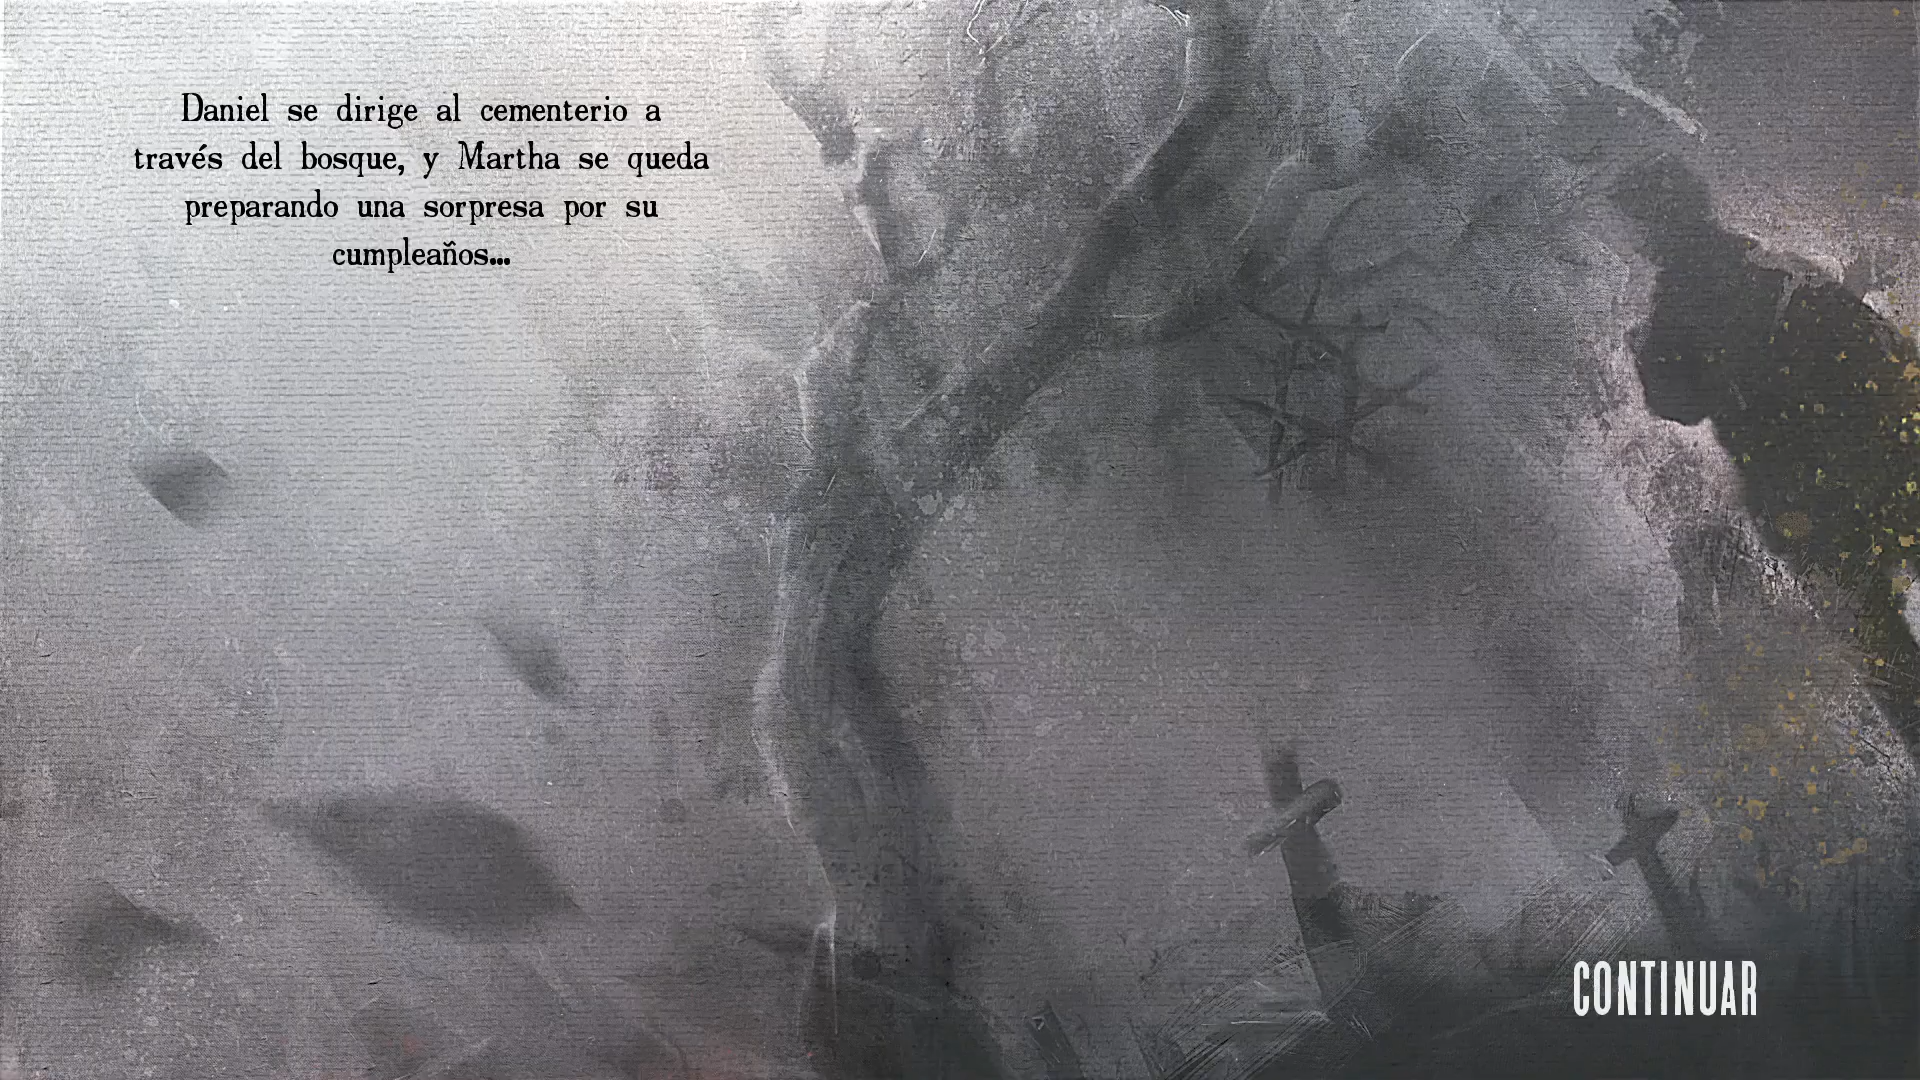 Daniel se dirige al cementerio a
través del bosque, y Martha se queda
preparando una sorpresa por su
cumpleaños...
CONTINUAR